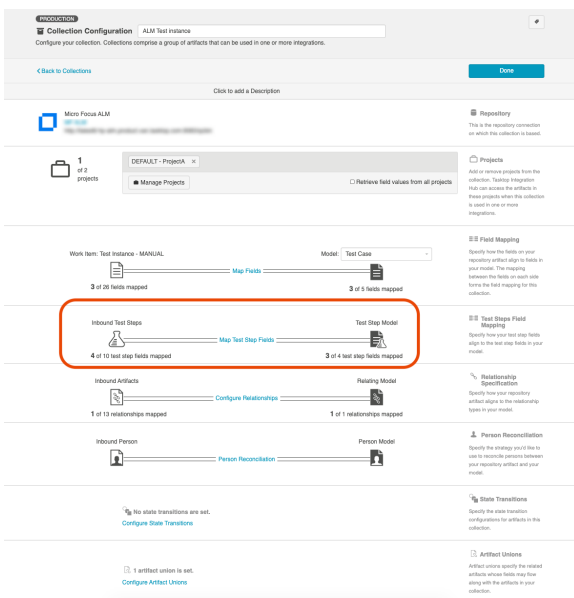 PRODUCTION
Collection Configuration ALM Test instance
Configure your collection. Collections comprise a group of artifacts that can be used in one or more integrations.
Back to Collections
Done
Click to add a Description
Micro Focus ALM
Repository
This is the repository connection
on which this collection is based.
1
of 2
projects
DEFAULT - ProjectA ×
Manage Projects
Retrieve field values from all projects
Projects
Add or remove projects from the
collection. Tasktop Integration
Hub can access the artifacts in
these projects when this collection
is used in one or more
integrations.
Work Item: Test Instance - MANUAL
Model: Test Case
Map Fields
3 of 26 fields mapped
3 of 5 fields mapped
Field Mapping
Specify how the fields on your
repository artifact align to fields in
your model. The mapping
between the fields on each side
forms the field mapping for this
collection.
Inbound Test Steps
Test Step Model
Map Test Step Fields
4 of 10 test step fields mapped
3 of 4 test step fields mapped
Test Steps Field
Mapping
Specify how your test step fields
align to the test step fields in your
model.
Inbound Artifacts
Relating Model
Configure Relationships
1 of 13 relationships mapped
1 of 1 relationships mapped
Relationship
Specification
Specify how your repository
artifact aligns to the relationship
types in your model.
Inbound Person
Person Model
Person Reconciliation
Person Reconciliation
Specify the strategy you'd like to
use to reconcile persons between
your repository artifact and your
model.
No state transitions are set.
Configure State Transitions
State Transitions
Specify the state transition
configurations for artifacts in this
collection.
1 artifact union is set.
Configure Artifact Unions
Artifact Unions
Artifact unions specify the related
artifacts whose fields may flow
along with the artifacts in your
collection.